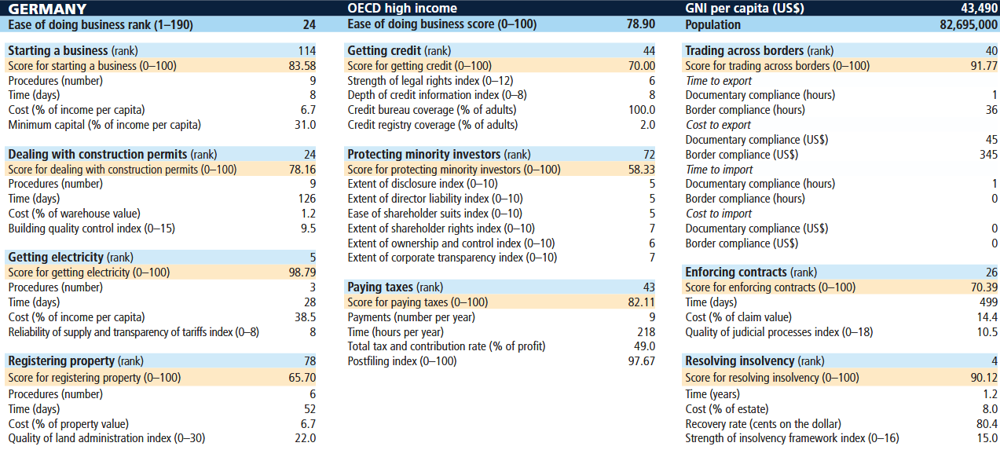 GERMANY
Ease of doing business rank (1–190) 24
Starting a business (rank) 114
Score for starting a business (0–100) 83.58
Procedures (number) 9
Time (days) 8
Cost (% of income per capita) 6.7
Minimum capital (% of income per capita) 31.0
Dealing with construction permits (rank) 24
Score for dealing with construction permits (0–100) 78.16
Procedures (number) 9
Time (days) 126
Cost (% of warehouse value) 1.2
Building quality control index (0–15) 9.5
Getting electricity (rank) 5
Score for getting electricity (0–100) 98.79
Procedures (number) 3
Time (days) 28
Cost (% of income per capita) 38.5
Reliability of supply and transparency of tariffs index (0–8) 8
Registering property (rank) 78
Score for registering property (0–100) 65.70
Procedures (number) 6
Time (days) 52
Cost (% of property value) 6.7
Quality of land administration index (0–30) 22.0
OECD high income
Ease of doing business score (0–100) 78.90
Getting credit (rank) 44
Score for getting credit (0–100) 70.00
Strength of legal rights index (0–12) 6
Depth of credit information index (0–8) 8
Credit bureau coverage (% of adults) 100.0
Credit registry coverage (% of adults) 2.0
Protecting minority investors (rank) 72
Score for protecting minority investors (0–100) 58.33
Extent of disclosure index (0–10) 5
Extent of director liability index (0–10) 5
Ease of shareholder suits index (0–10) 5
Extent of shareholder rights index (0–10) 7
Extent of ownership and control index (0–10) 6
Extent of corporate transparency index (0–10) 7
Paying taxes (rank) 43
Score for paying taxes (0–100) 82.11
Payments (number per year) 9
Time (hours per year) 218
Total tax and contribution rate (% of profit) 49.0
Postfiling index (0–100) 97.67
GNI per capita (US$) 43,490
Population 82,695,000
Trading across borders (rank) 40
Score for trading across borders (0–100) 91.77
Time to export
Documentary compliance (hours) 1
Border compliance (hours) 36
Cost to export
Documentary compliance (US$) 45
Border compliance (US$) 345
Time to import
Documentary compliance (hours) 1
Border compliance (hours) 0
Cost to import
Documentary compliance (US$) 0
Border compliance (US$) 0
Enforcing contracts (rank) 26
Score for enforcing contracts (0–100) 70.39
Time (days) 499
Cost (% of claim value) 14.4
Quality of judicial processes index (0–18) 10.5
Resolving insolvency (rank) 4
Score for resolving insolvency (0–100) 90.12
Time (years) 1.2
Cost (% of estate) 8.0
Recovery rate (cents on the dollar) 80.4
Strength of insolvency framework index (0–16) 15.0